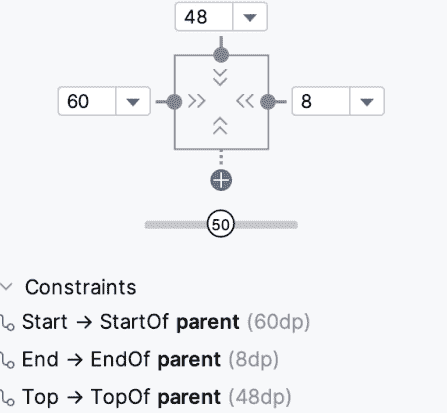 48
60 8
50
Constraints
Start → StartOf parent (60dp)
End → EndOf parent (8dp)
Top → TopOf parent (48dp)